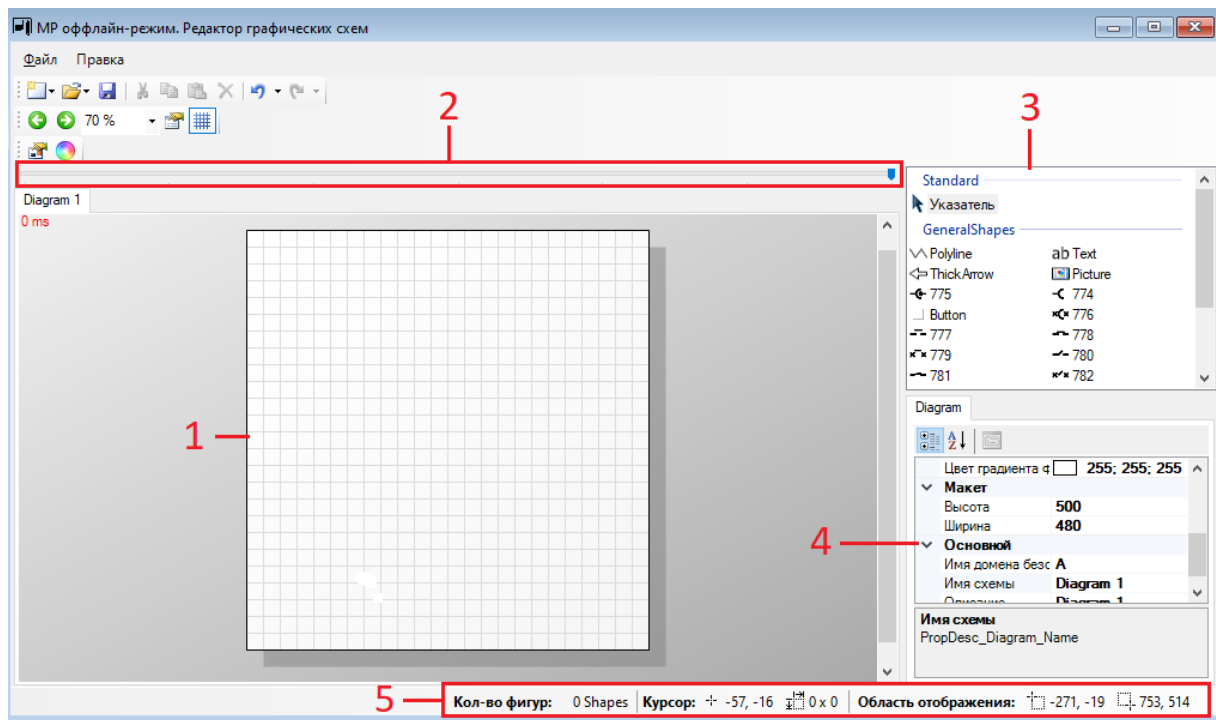 МР оффлайн-режим. Редактор графических схем
Файл Правка
70 %
2
3
Diagram 1
0 ms
Standard
Указатель
GeneralShapes
Polyline ab Text
ThickArrow Picture
775 774
Button 776
777 778
779 780
781 782
1
Diagram
Цвет градиента ф 255; 255; 255
Макет
Высота 500
Ширина 480
4
Основной
Имя домена безс A
Имя схемы Diagram 1
Описание Diagram 1
Имя схемы
PropDesc_Diagram_Name
5
Кол-во фигур: 0 Shapes Курсор: -57, -16 0 x 0 Область отображения: -271, -19 753, 514